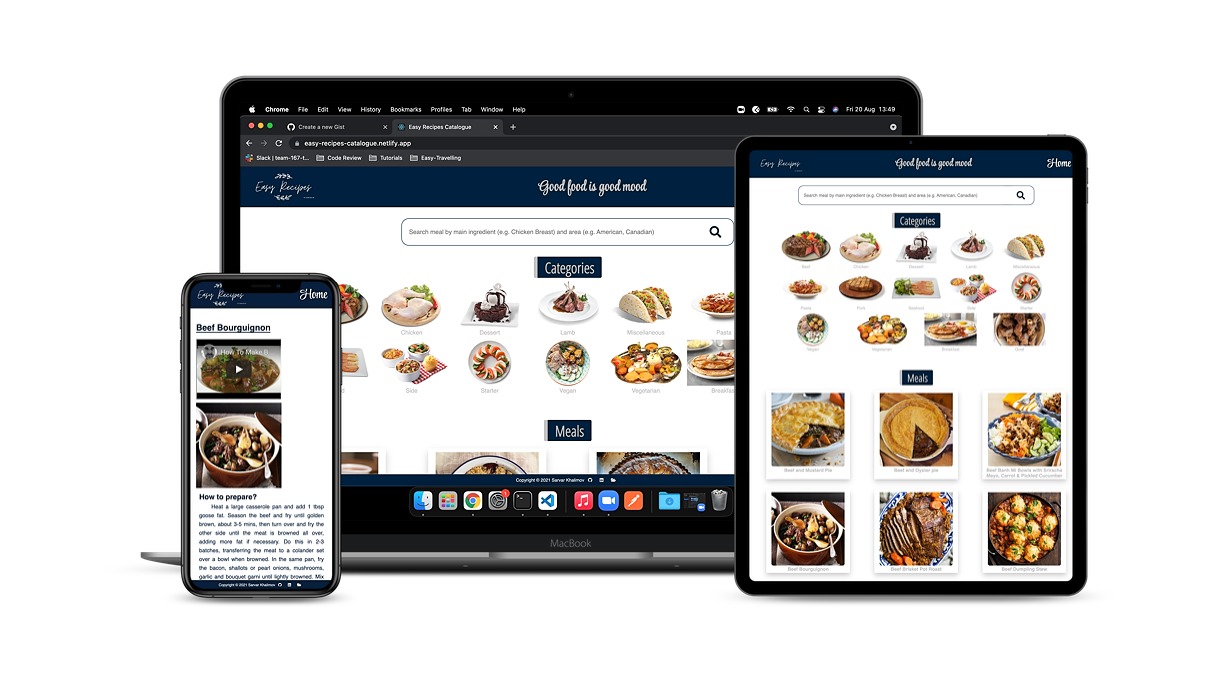 Chrome File Edit View History Bookmarks Profiles Tab Window Help Fri 20 Aug 13:49
Create a new Gist Easy Recipes Catalogue
easy-recipes-catalogue.netlify.app
Slack | team-167-t... Code Review Tutorials Easy-Travelling
Easy Recipes Good food is good mood
Search meal by main ingredient (e.g. Chicken Breast) and area (e.g. American, Canadian)
Categories
Chicken Dessert Lamb Miscellaneous Pasta
Side Starter Vegan Vegetarian Breakfas
Meals
Copyright © 2021 Sarvar Khalimov
MacBook
Easy Recipes Home
Beef Bourguignon
How To Make B
How to prepare?
Heat a large casserole pan and add 1 tbsp
goose fat. Season the beef and fry until golden
brown, about 3-5 mins, then turn over and fry the
other side until the meat is browned all over,
adding more fat if necessary. Do this in 2-3
batches, transferring the meat to a colander set
over a bowl when browned. In the same pan, fry
the bacon, shallots or pearl onions, mushrooms,
garlic and bouquet garni until lightly browned. Mix
Copyright © 2021 Sarvar Khalimov
Easy Recipes Good food is good mood Home
Search meal by main ingredient (e.g. Chicken Breast) and area (e.g. American, Canadian)
Categories
Beef Chicken Dessert Lamb Miscellaneous
Pasta Pork Seafood Side Starter
Vegan Vegetarian Breakfast Goat
Meals
Beef and Mustard Pie Beef and Oyster pie Beef Banh Mi Bowls with Sriracha
Mayo, Carrot & Pickled Cucumber
Beef Bourguignon Beef Brisket Pot Roast Beef Dumpling Stew